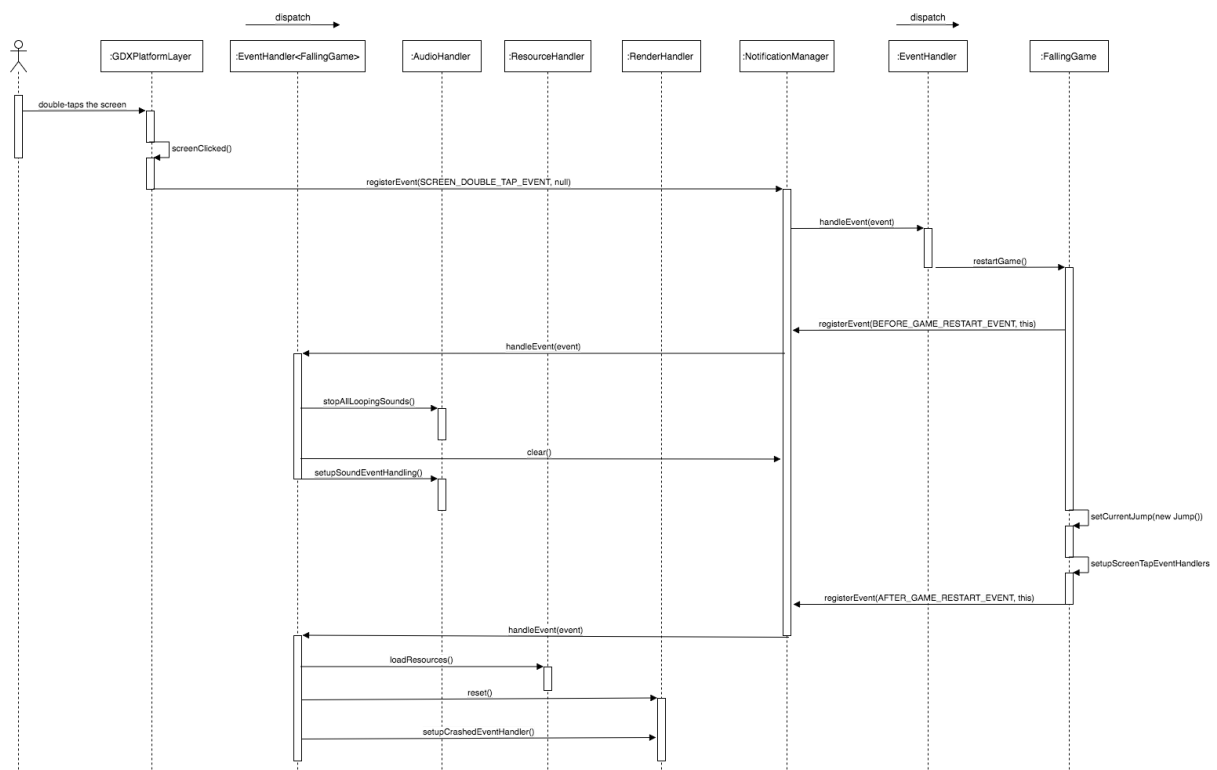 dispatch
dispatch
:GDXPlatformLayer
:EventHandler<FallingGame>
:AudioHandler
:ResourceHandler
:RenderHandler
:NotificationManager
:EventHandler
:FallingGame
double-taps the screen
screenClicked()
registerEvent(SCREEN_DOUBLE_TAP_EVENT, null)
handleEvent(event)
restartGame()
registerEvent(BEFORE_GAME_RESTART_EVENT, this)
handleEvent(event)
stopAllLoopingSounds()
clear()
setupSoundEventHandling()
setCurrentJump(new Jump())
setupScreenTapEventHandlers
registerEvent(AFTER_GAME_RESTART_EVENT, this)
handleEvent(event)
loadResources()
reset()
setupCrashedEventHandler()